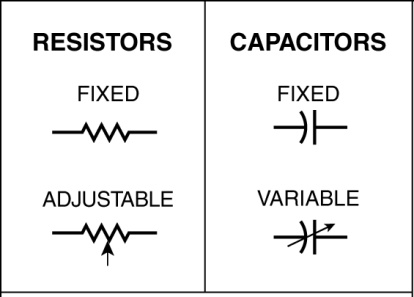 RESISTORS
FIXED
ADJUSTABLE
CAPACITORS
FIXED
VARIABLE